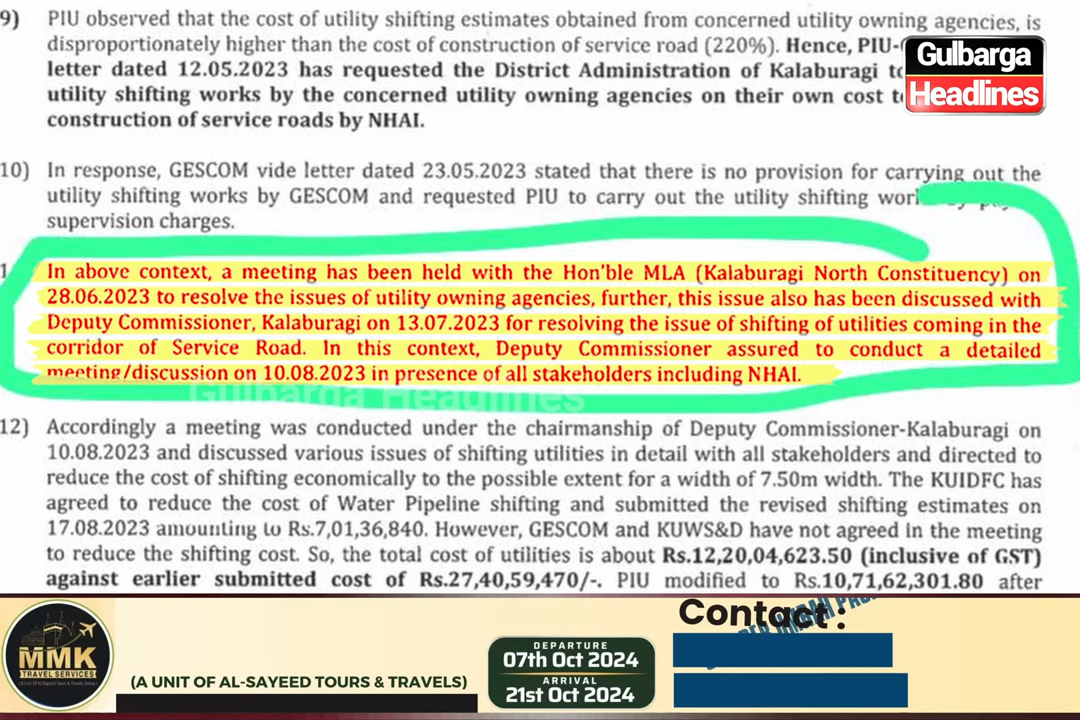 9) PIU observed that the cost of utility shifting estimates obtained from concerned utility owning agencies, is
disproportionately higher than the cost of construction of service road (220%). Hence, PIU-
letter dated 12.05.2023 has requested the District Administration of Kalaburagi to
utility shifting works by the concerned utility owning agencies on their own cost
construction of service roads by NHAI.
Gulbarga
Headlines
10) In response, GESCOM vide letter dated 23.05.2023 stated that there is no provision for carrying out the
utility shifting works by GESCOM and requested PIU to carry out the utility shifting
supervision charges.
In above context, a meeting has been held with the Hon'ble MLA (Kalaburagi North Constituency) on
28.06.2023 to resolve the issues of utility owning agencies, further, this issue also has been discussed with
Deputy Commissioner, Kalaburagi on 13.07.2023 for resolving the issue of shifting of utilities coming in the
corridor of Service Road. In this context, Deputy Commissioner assured to conduct a detailed
meeting/discussion on 10.08.2023 in presence of all stakeholders including NHAI.
Gulbarga Headlines
12) Accordingly a meeting was conducted under the chairmanship of Deputy Commissioner-Kalaburagi on
10.08.2023 and discussed various issues of shifting utilities in detail with all stakeholders and directed to
reduce the cost of shifting economically to the possible extent for a width of 7.50m width. The KUIDFC has
agreed to reduce the cost of Water Pipeline shifting and submitted the revised shifting estimates on
17.08.2023 amounting to Rs.7,01,36,840. However, GESCOM and KUWS&D have not agreed in the meeting
to reduce the shifting cost. So, the total cost of utilities is about Rs.12,20,04,623.50 (inclusive of GST)
against earlier submitted cost of Rs.27,40,59,470/-. PIU modified to Rs.10,71,62,301.80 after
MMK
TRAVEL SERVICES
(A UNIT OF AL-SAYEED TOURS & TRAVELS)
DEPARTURE
07th Oct 2024
ARRIVAL
21st Oct 2024
Contact :